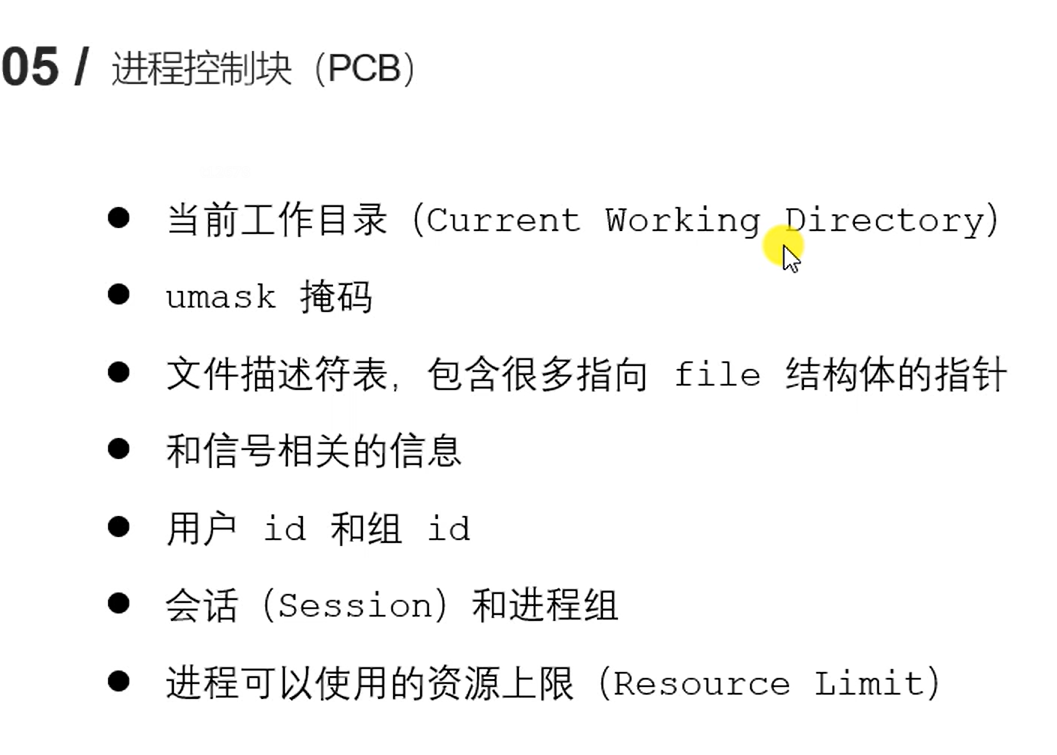 05 / 进程控制块（PCB）
● 当前工作目录（Current Working Directory）
● umask 掩码
● 文件描述符表，包含很多指向 file 结构体的指针
● 和信号相关的信息
● 用户 id 和组 id
● 会话（Session）和进程组
● 进程可以使用的资源上限（Resource Limit）